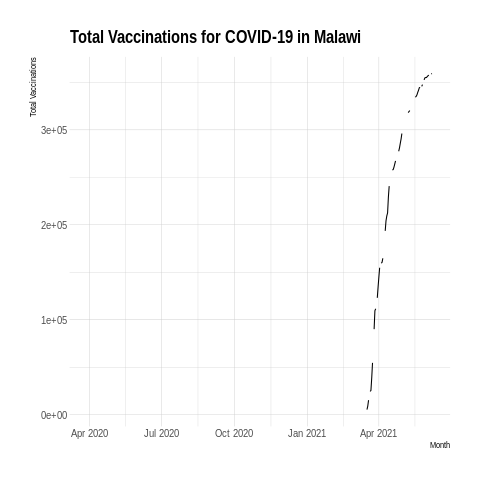 Total Vaccinations for COVID-19 in Malawi
Total Vaccinations
3e+05
2e+05
1e+05
0e+00
Apr 2020 Jul 2020 Oct 2020 Jan 2021 Apr 2021
Month